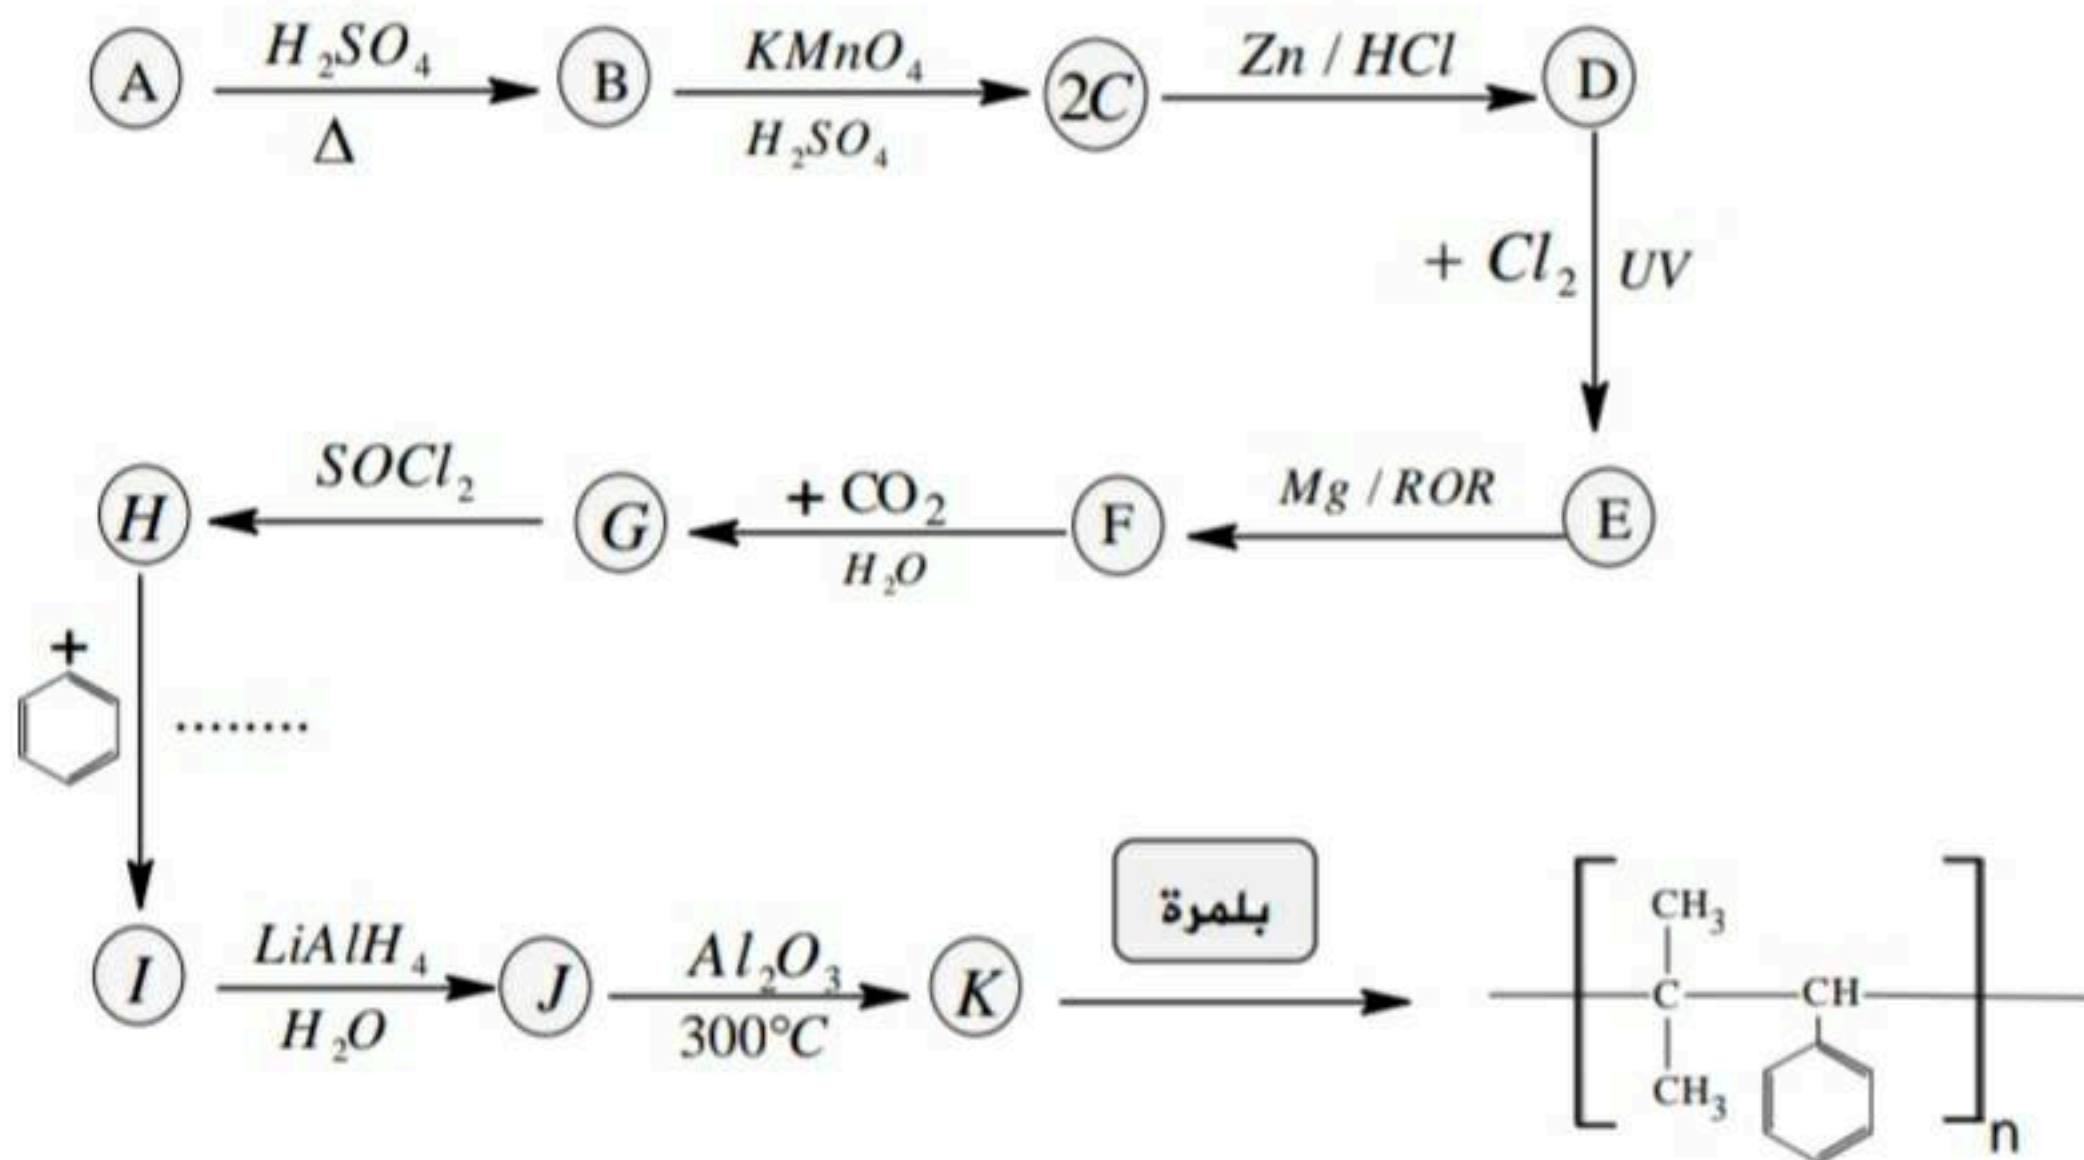 A H₂SO₄ Δ B KMnO₄ H₂SO₄ 2C Zn / HCl D
+ Cl₂ UV
H SOCl₂ G + CO₂ H₂O F Mg / ROR E
+ ........
I LiAlH₄ H₂O J Al₂O₃ 300°C K بلمرة
CH₃
C CH
CH₃
n